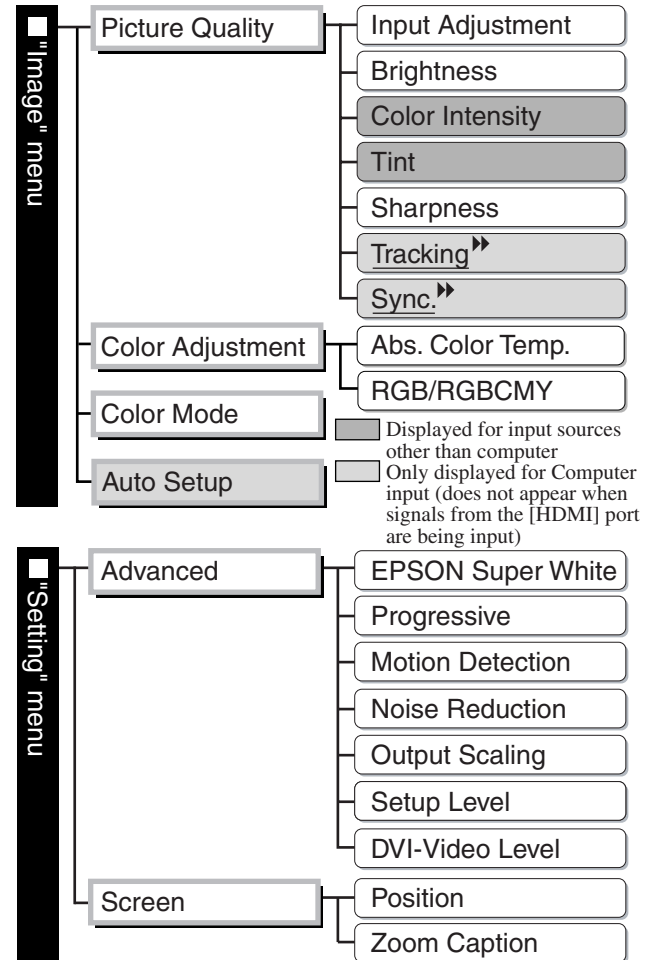 ■"Image" menu
Picture Quality
Input Adjustment
Brightness
Color Intensity
Tint
Sharpness
Tracking
Sync.
Color Adjustment
Abs. Color Temp.
RGB/RGBCMY
Color Mode
Auto Setup
Displayed for input sources
other than computer
Only displayed for Computer
input (does not appear when
signals from the [HDMI] port
are being input)
■"Setting" menu
Advanced
EPSON Super White
Progressive
Motion Detection
Noise Reduction
Output Scaling
Setup Level
DVI-Video Level
Screen
Position
Zoom Caption